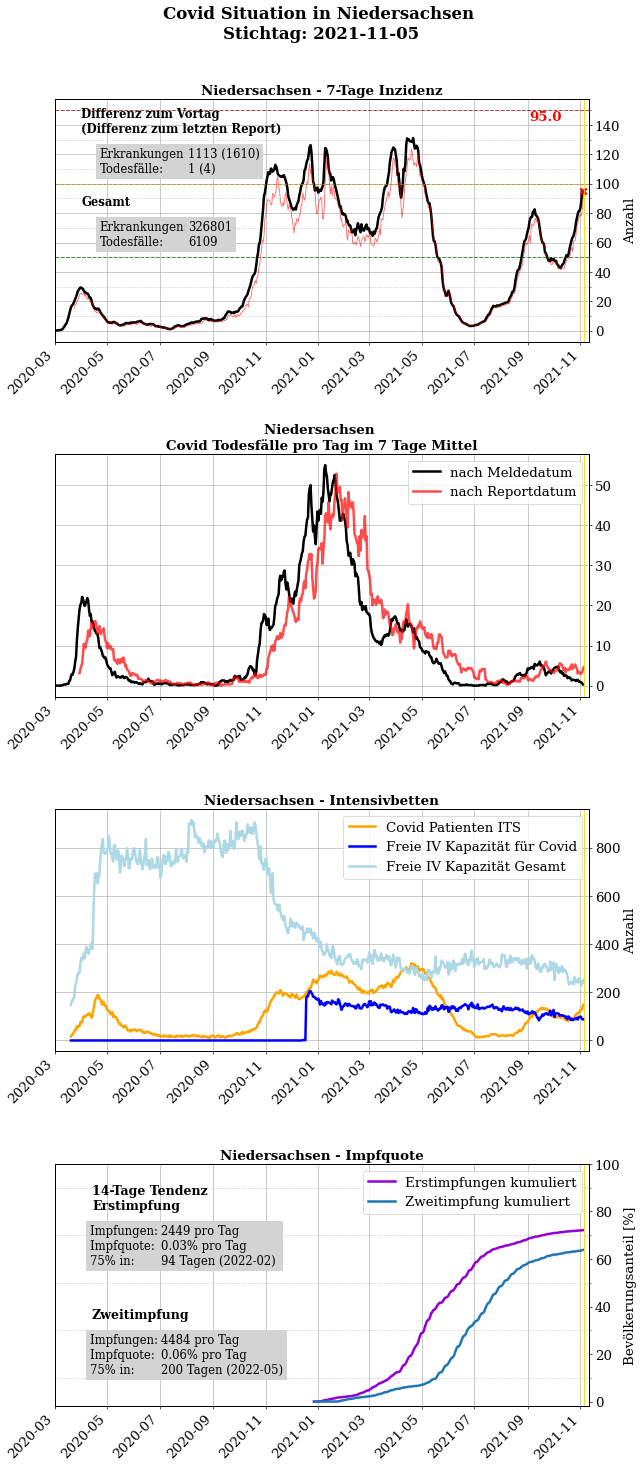 Covid Situation in Niedersachsen
Stichtag: 2021-11-05
Niedersachsen - 7-Tage Inzidenz
Differenz zum Vortag
(Differenz zum letzten Report)
Erkrankungen 1113 (1610)
Todesfälle: 1 (4)
Gesamt
Erkrankungen 326801
Todesfälle: 6109
95.0
140
120
100
80
60
40
20
0
Anzahl
2020-03
2020-05
2020-07
2020-09
2020-11
2021-01
2021-03
2021-05
2021-07
2021-09
2021-11
Niedersachsen
Covid Todesfälle pro Tag im 7 Tage Mittel
nach Meldedatum
nach Reportdatum
50
40
30
20
10
0
2020-03
2020-05
2020-07
2020-09
2020-11
2021-01
2021-03
2021-05
2021-07
2021-09
2021-11
Niedersachsen - Intensivbetten
Covid Patienten ITS
Freie IV Kapazität für Covid
Freie IV Kapazität Gesamt
800
600
400
200
0
Anzahl
2020-03
2020-05
2020-07
2020-09
2020-11
2021-01
2021-03
2021-05
2021-07
2021-09
2021-11
Niedersachsen - Impfquote
14-Tage Tendenz
Erstimpfung
Impfungen: 2449 pro Tag
Impfquote: 0.03% pro Tag
75% in: 94 Tagen (2022-02)
Zweitimpfung
Impfungen: 4484 pro Tag
Impfquote: 0.06% pro Tag
75% in: 200 Tagen (2022-05)
Erstimpfungen kumuliert
Zweitimpfung kumuliert
100
80
60
40
20
0
Bevölkerungsanteil [%]
2020-03
2020-05
2020-07
2020-09
2020-11
2021-01
2021-03
2021-05
2021-07
2021-09
2021-11